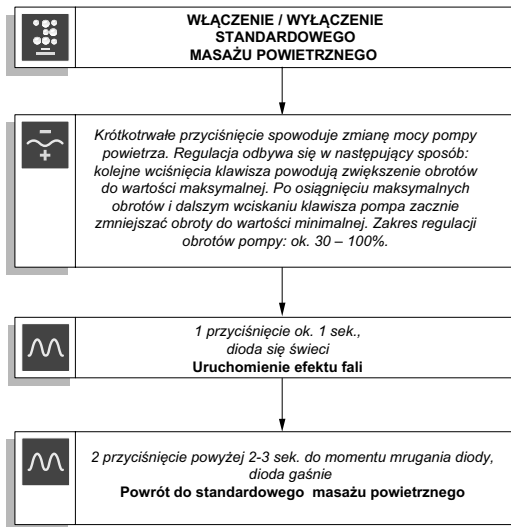 WŁĄCZENIE / WYŁĄCZENIE
STANDARDOWEGO
MASAŻU POWIETRZNEGO
Krótkotrwałe przyciśnięcie spowoduje zmianę mocy pompy
powietrza. Regulacja odbywa się w następujący sposób:
kolejne wciśnięcia klawisza powodują zwiększenie obrotów
do wartości maksymalnej. Po osiągnięciu maksymalnych
obrotów i dalszym wciskaniu klawisza pompa zacznie
zmniejszać obroty do wartości minimalnej. Zakres regulacji
obrotów pompy: ok. 30 – 100%.
1 przyciśnięcie ok. 1 sek.,
dioda się świeci
Uruchomienie efektu fali
2 przyciśnięcie powyżej 2-3 sek. do momentu mrugania diody,
dioda gaśnie
Powrót do standardowego masażu powietrznego